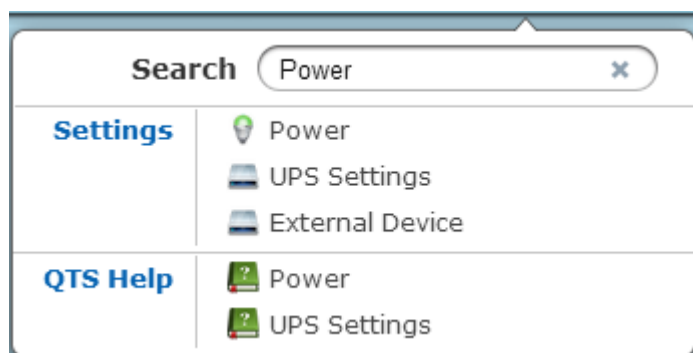 Search Power
Settings Power
UPS Settings
External Device
QTS Help Power
UPS Settings